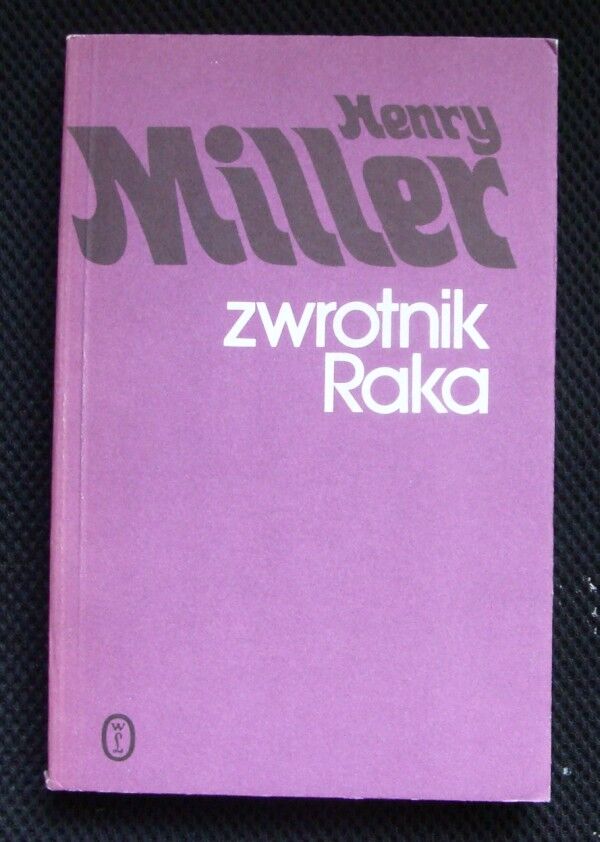 Henry
Miller
zwrotnik
Raka
W
Ł